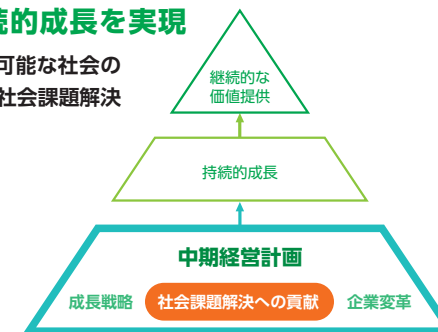 的成長を実現
可能な社会の
社会課題解決
継続的な
価値提供
持続的成長
中期経営計画
成長戦略
社会課題解決への貢献
企業変革